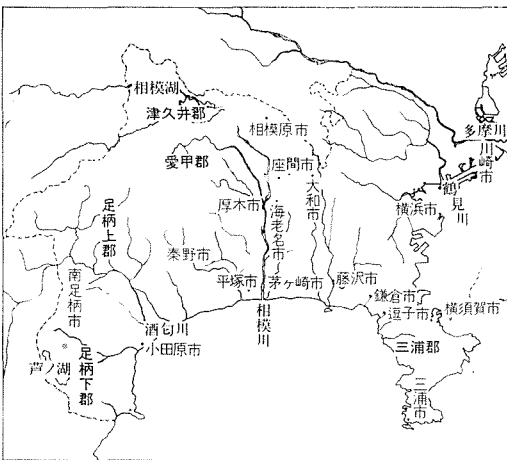 相模湖
津久井郡
相模原市
多摩川
川崎市
愛甲郡
座間市
大和市
鶴見川
横浜市
厚木市
海老名市
足柄上郡
秦野市
南足柄市
平塚市
茅ヶ崎市
藤沢市
鎌倉市
逗子市
横須賀市
相模川
酒匂川
小田原市
足柄下郡
芦ノ湖
三浦郡
三浦市